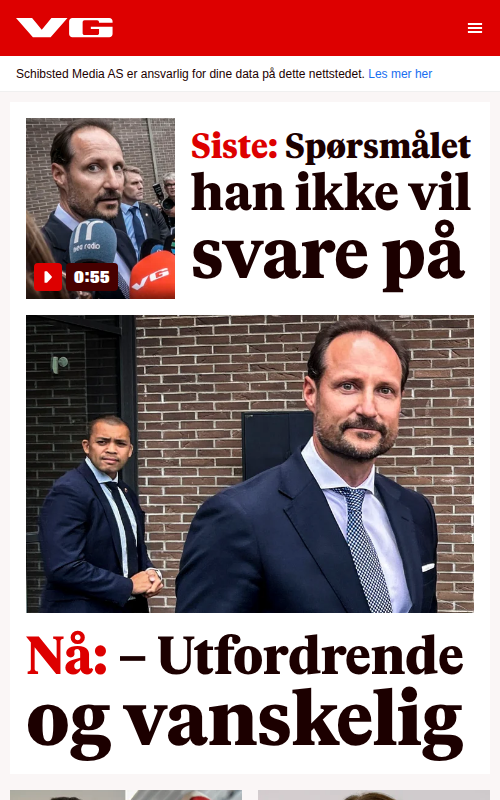 VG
Schibsted Media AS er ansvarlig for dine data på dette nettstedet. Les mer her
Siste: Spørsmålet
han ikke vil
svare på
nrk radio
VG
0:55
Nå: – Utfordrende
og vanskelig